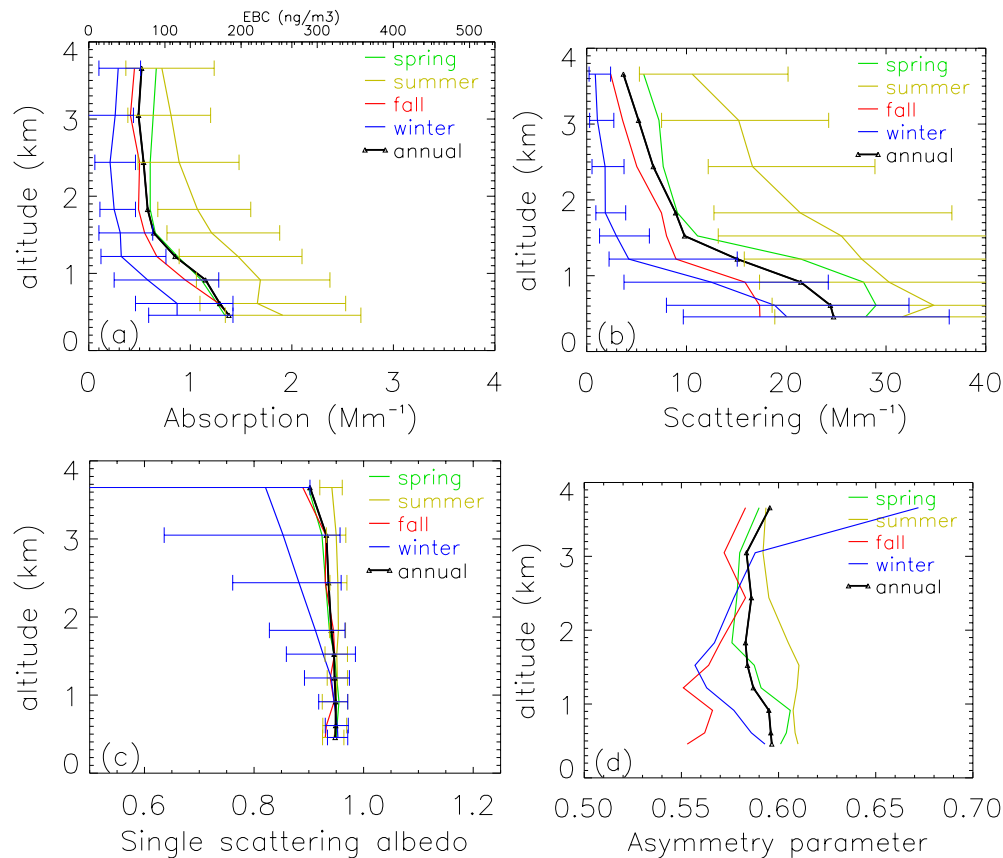 EBC (ng/m3)
0 100 200 300 400 500
4
3
2
1
0
altitude (km)
spring
summer
fall
winter
annual
(a)
0 1 2 3 4
Absorption (Mm⁻¹)
4
3
2
1
0
altitude (km)
spring
summer
fall
winter
annual
(b)
0 10 20 30 40
Scattering (Mm⁻¹)
4
3
2
1
0
altitude (km)
spring
summer
fall
winter
annual
(c)
0.6 0.8 1.0 1.2
Single scattering albedo
4
3
2
1
0
altitude (km)
spring
summer
fall
winter
annual
(d)
0.50 0.55 0.60 0.65 0.70
Asymmetry parameter